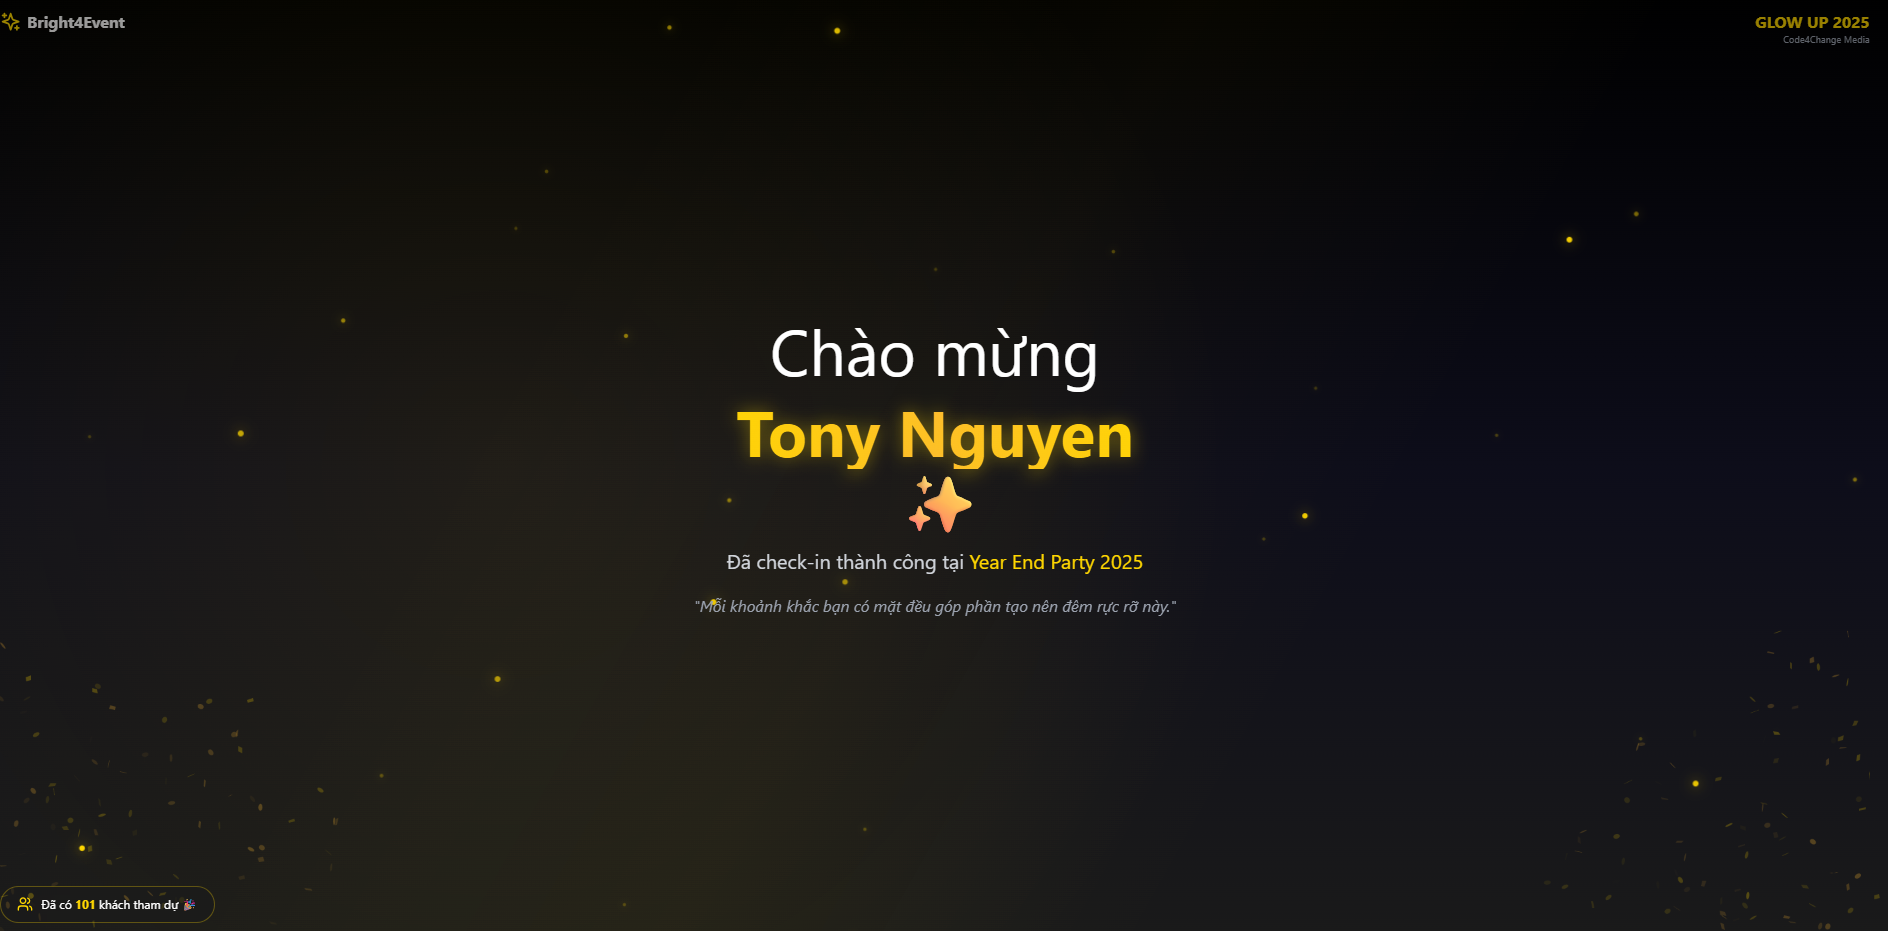 Bright4Event
GLOW UP 2025
Code4Change Media
Chào mừng
Tony Nguyen
✨
Đã check-in thành công tại Year End Party 2025
"Mỗi khoảnh khắc bạn có mặt đều góp phần tạo nên đêm rực rỡ này."
Đã có 101 khách tham dự 🎉